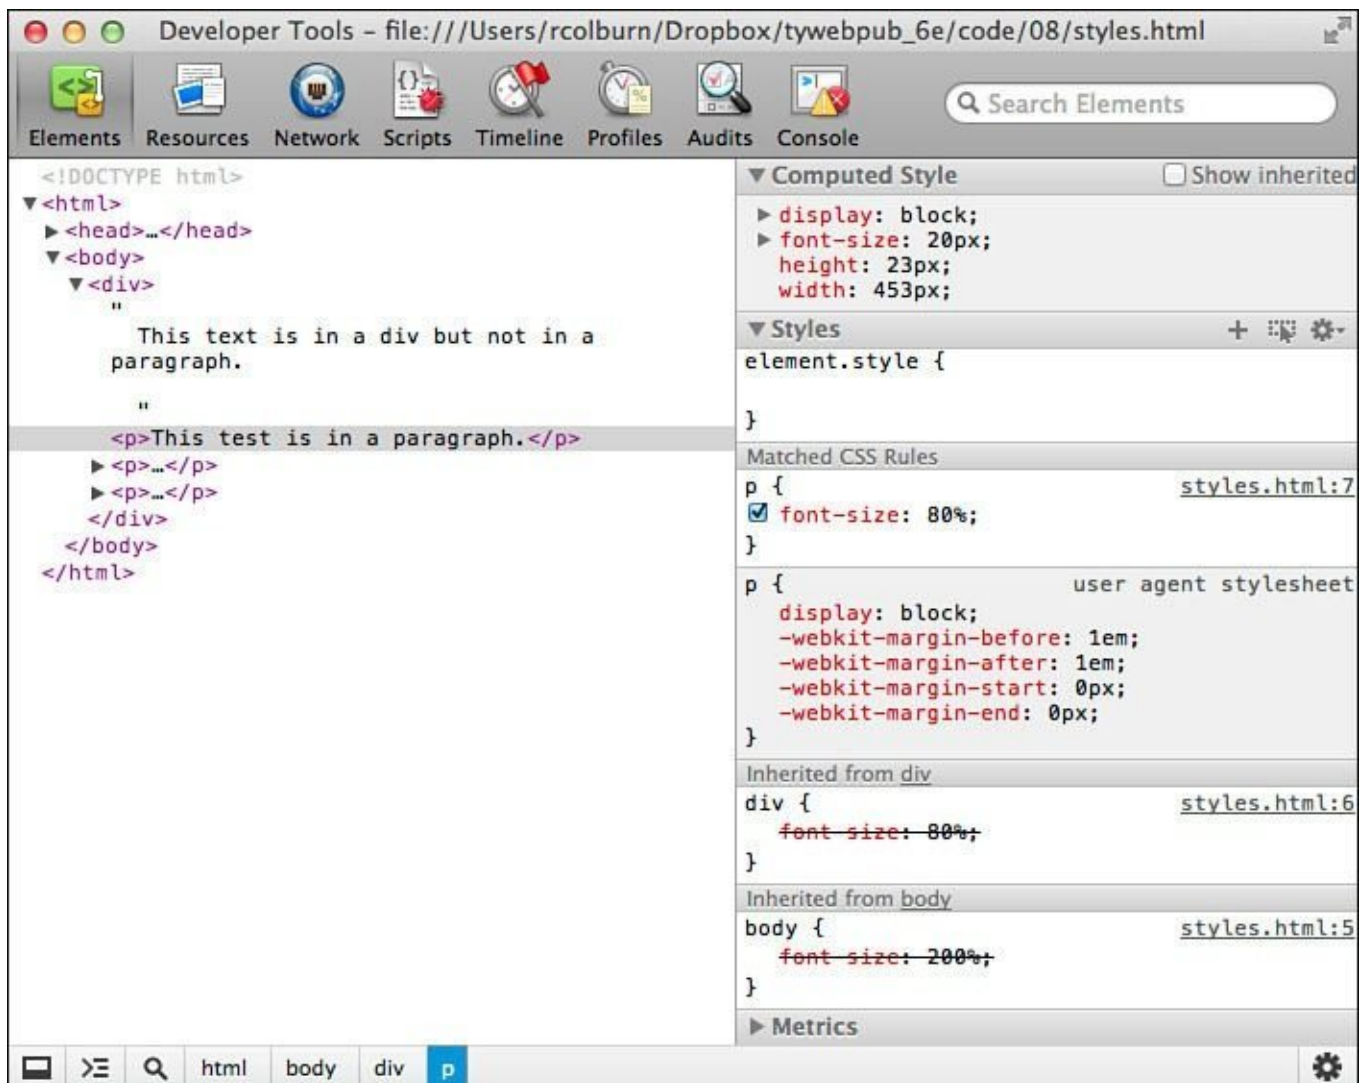 Developer Tools – file:///Users/rcolburn/Dropbox/tywebpub_6e/code/08/styles.html
Elements Resources Network Scripts Timeline Profiles Audits Console
Search Elements
<!DOCTYPE html>
▼<html>
▶<head>…</head>
▼<body>
▼<div>
"
This text is in a div but not in a
paragraph.
"
<p>This test is in a paragraph.</p>
▶<p>…</p>
▶<p>…</p>
</div>
</body>
</html>
▼ Computed Style Show inherited
▶ display: block;
▶ font-size: 20px;
height: 23px;
width: 453px;
▼ Styles
element.style {
}
Matched CSS Rules
p { styles.html:7
font-size: 80%;
}
p { user agent stylesheet
display: block;
-webkit-margin-before: 1em;
-webkit-margin-after: 1em;
-webkit-margin-start: 0px;
-webkit-margin-end: 0px;
}
Inherited from div
div { styles.html:6
font-size: 80%;
}
Inherited from body
body { styles.html:5
font-size: 200%;
}
▶ Metrics
html body div p